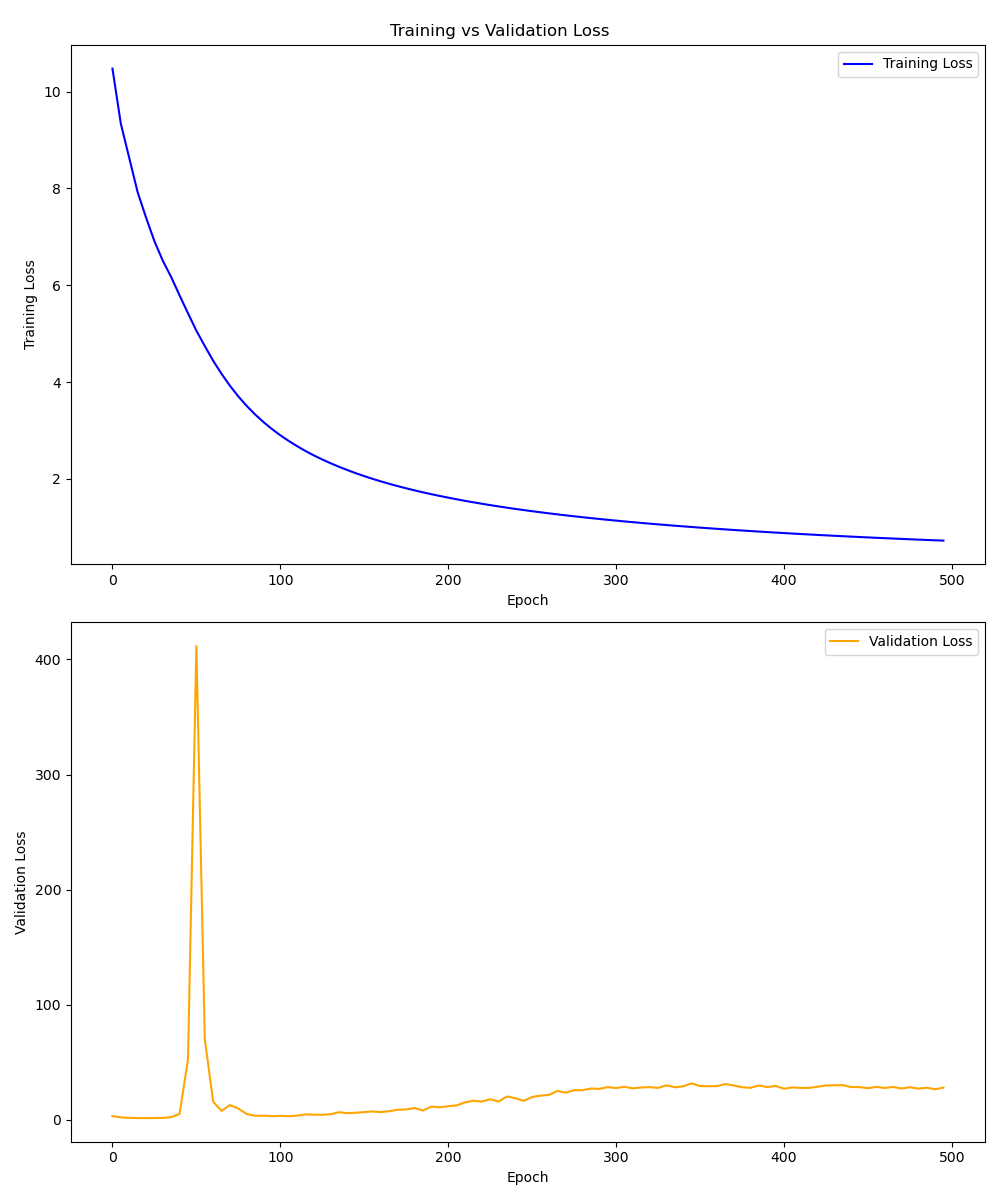 Training vs Validation Loss
Training Loss
10
8
6
4
2
Training Loss
0 100 200 300 400 500
Epoch
Validation Loss
400
300
200
100
0
Validation Loss
0 100 200 300 400 500
Epoch